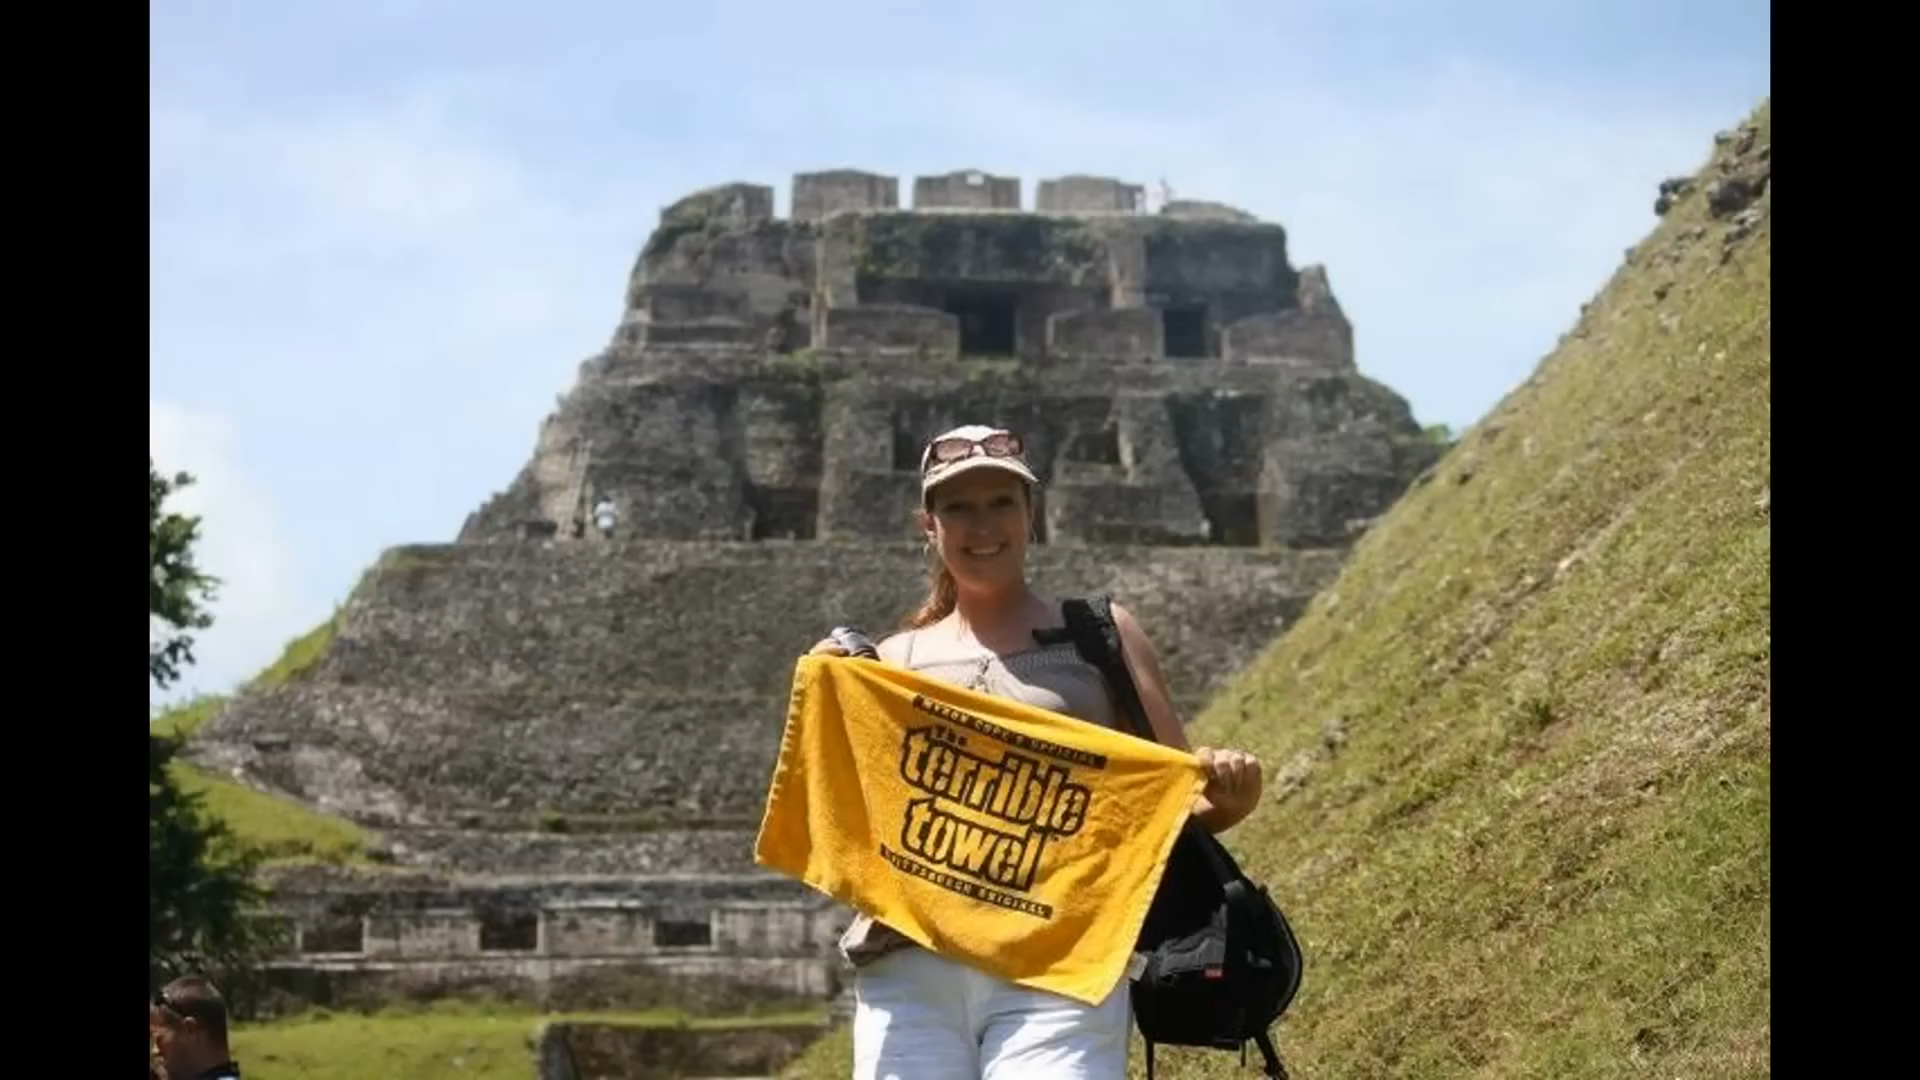 MYRON COPE'S OFFICIAL
The
terrible
towel
A PITTSBURGH ORIGINAL